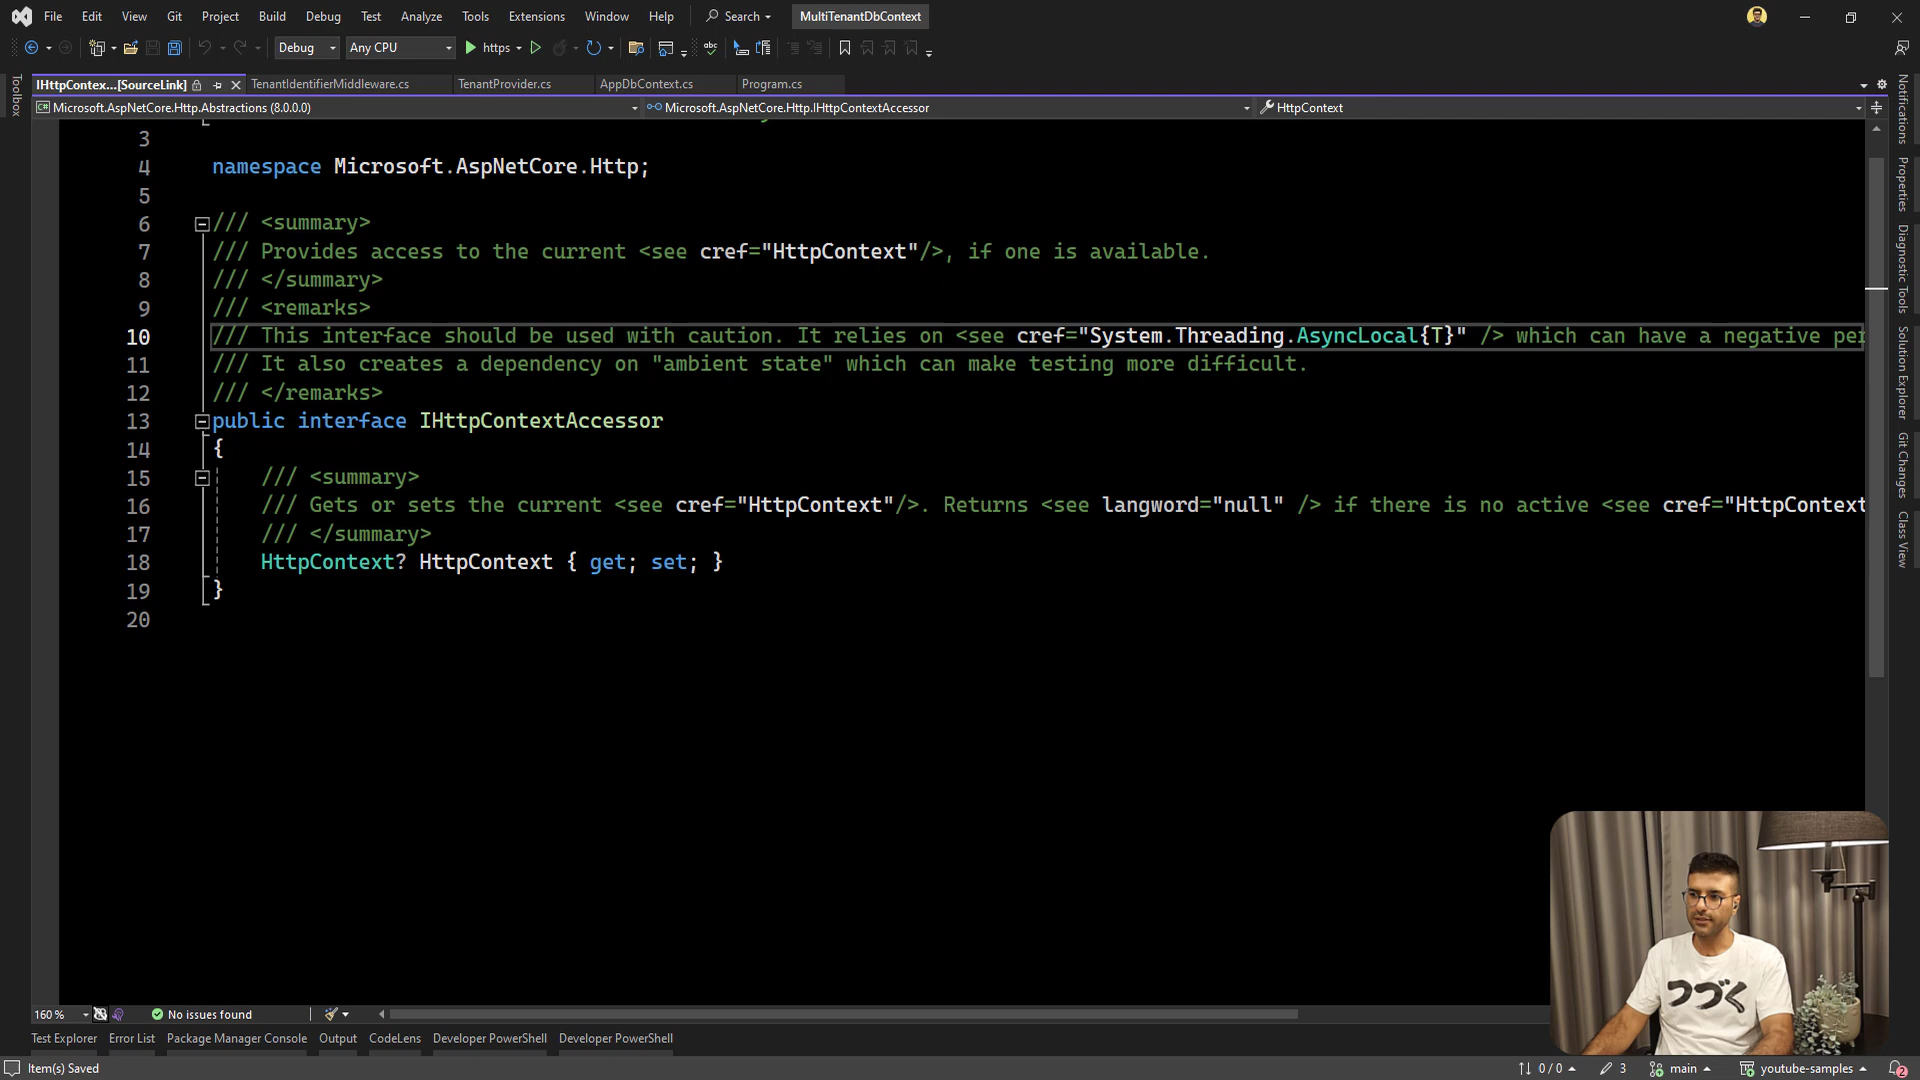 File Edit View Git Project Build Debug Test Analyze Tools Extensions Window Help Search MultiTenantDbContext
Debug Any CPU https
IHttpContex...[SourceLink] TenantIdentifierMiddleware.cs TenantProvider.cs AppDbContext.cs Program.cs
Microsoft.AspNetCore.Http.Abstractions (8.0.0.0) Microsoft.AspNetCore.Http.IHttpContextAccessor HttpContext
3
4 namespace Microsoft.AspNetCore.Http;
5
6 /// <summary>
7 /// Provides access to the current <see cref="HttpContext"/>, if one is available.
8 /// </summary>
9 /// <remarks>
10 /// This interface should be used with caution. It relies on <see cref="System.Threading.AsyncLocal{T}" /> which can have a negative per
11 /// It also creates a dependency on "ambient state" which can make testing more difficult.
12 /// </remarks>
13 public interface IHttpContextAccessor
14 {
15 /// <summary>
16 /// Gets or sets the current <see cref="HttpContext"/>. Returns <see langword="null" /> if there is no active <see cref="HttpContext
17 /// </summary>
18 HttpContext? HttpContext { get; set; }
19 }
20
Toolbox
Notifications
Properties
Diagnostic Tools
Solution Explorer
Git Changes
Class View
つづく
160 % No issues found
Test Explorer Error List Package Manager Console Output CodeLens Developer PowerShell Developer PowerShell
Item(s) Saved 0 / 0 3 main youtube-samples 2